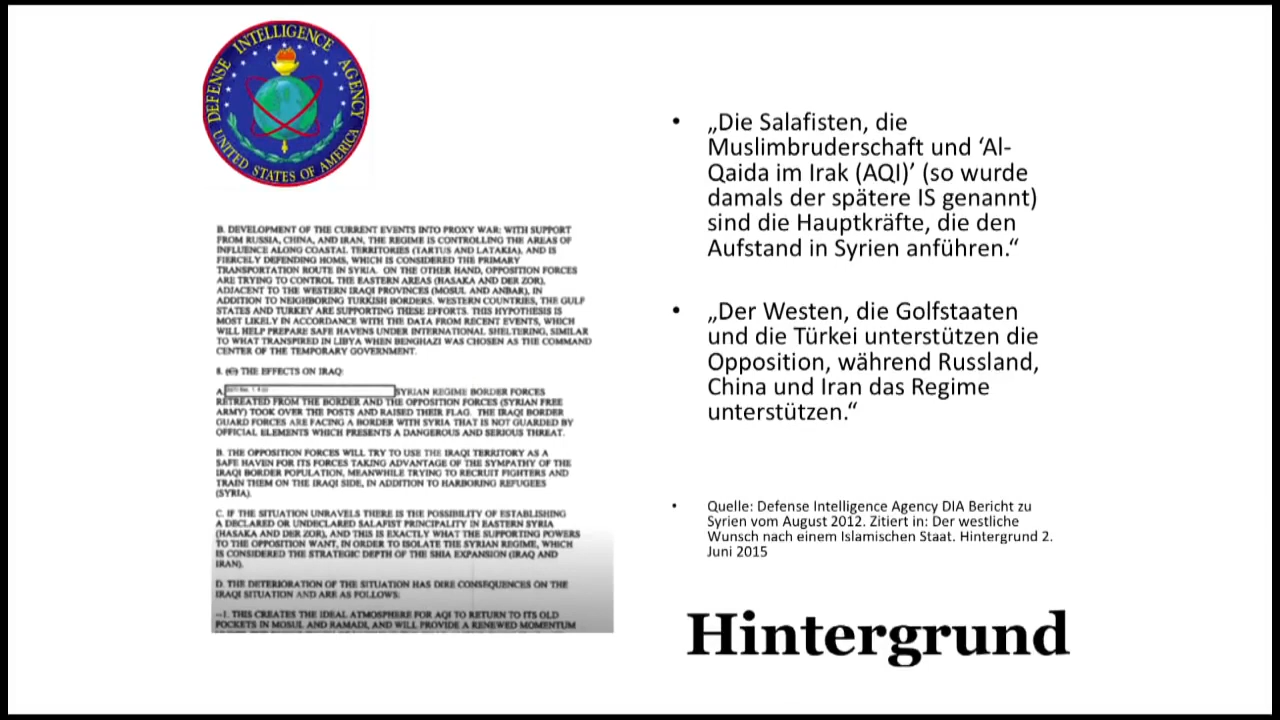 DEFENSE INTELLIGENCE AGENCY
UNITED STATES OF AMERICA
B. DEVELOPMENT OF THE CURRENT EVENTS INTO PROXY WAR: WITH SUPPORT
FROM RUSSIA, CHINA, AND IRAN, THE REGIME IS CONTROLLING THE AREAS OF
INFLUENCE ALONG COASTAL TERRITORIES (TARTUS AND LATAKIA), AND IS
FIERCELY DEFENDING HOMS, WHICH IS CONSIDERED THE PRIMARY
TRANSPORTATION ROUTE IN SYRIA. ON THE OTHER HAND, OPPOSITION FORCES
ARE TRYING TO CONTROL THE EASTERN AREAS (HASAKA AND DER ZOR),
ADJACENT TO THE WESTERN IRAQI PROVINCES (MOSUL AND ANBAR), IN
ADDITION TO NEIGHBORING TURKISH BORDERS. WESTERN COUNTRIES, THE GULF
STATES AND TURKEY ARE SUPPORTING THESE EFFORTS. THIS HYPOTHESIS IS
MOST LIKELY IN ACCORDANCE WITH THE DATA FROM RECENT EVENTS, WHICH
WILL HELP PREPARE SAFE HAVENS UNDER INTERNATIONAL SHELTERING, SIMILAR
TO WHAT TRANSPIRED IN LIBYA WHEN BENGHAZI WAS CHOSEN AS THE COMMAND
CENTER OF THE TEMPORARY GOVERNMENT.
8. THE EFFECTS ON IRAQ:
A. SYRIAN REGIME BORDER FORCES
RETREATED FROM THE BORDER AND THE OPPOSITION FORCES (SYRIAN FREE
ARMY) TOOK OVER THE POSTS AND RAISED THEIR FLAG. THE IRAQI BORDER
GUARD FORCES ARE FACING A BORDER WITH SYRIA THAT IS NOT GUARDED BY
OFFICIAL ELEMENTS WHICH PRESENTS A DANGEROUS AND SERIOUS THREAT.
B. THE OPPOSITION FORCES WILL TRY TO USE THE IRAQI TERRITORY AS A
SAFE HAVEN FOR ITS FORCES TAKING ADVANTAGE OF THE SYMPATHY OF THE
IRAQI BORDER POPULATION, MEANWHILE TRYING TO RECRUIT FIGHTERS AND
TRAIN THEM ON THE IRAQI SIDE, IN ADDITION TO HARBORING REFUGEES
(SYRIA).
C. IF THE SITUATION UNRAVELS THERE IS THE POSSIBILITY OF ESTABLISHING
A DECLARED OR UNDECLARED SALAFIST PRINCIPALITY IN EASTERN SYRIA
(HASAKA AND DER ZOR), AND THIS IS EXACTLY WHAT THE SUPPORTING POWERS
TO THE OPPOSITION WANT, IN ORDER TO ISOLATE THE SYRIAN REGIME, WHICH
IS CONSIDERED THE STRATEGIC DEPTH OF THE SHIA EXPANSION (IRAQ AND
IRAN).
D. THE DETERIORATION OF THE SITUATION HAS DIRE CONSEQUENCES ON THE
IRAQI SITUATION AND ARE AS FOLLOWS:
--1. THIS CREATES THE IDEAL ATMOSPHERE FOR AQI TO RETURN TO ITS OLD
POCKETS IN MOSUL AND RAMADI, AND WILL PROVIDE A RENEWED MOMENTUM
• „Die Salafisten, die
Muslimbruderschaft und ‘Al-
Qaida im Irak (AQI)’ (so wurde
damals der spätere IS genannt)
sind die Hauptkräfte, die den
Aufstand in Syrien anführen.“
• „Der Westen, die Golfstaaten
und die Türkei unterstützen die
Opposition, während Russland,
China und Iran das Regime
unterstützen.“
• Quelle: Defense Intelligence Agency DIA Bericht zu
Syrien vom August 2012. Zitiert in: Der westliche
Wunsch nach einem Islamischen Staat. Hintergrund 2.
Juni 2015
Hintergrund